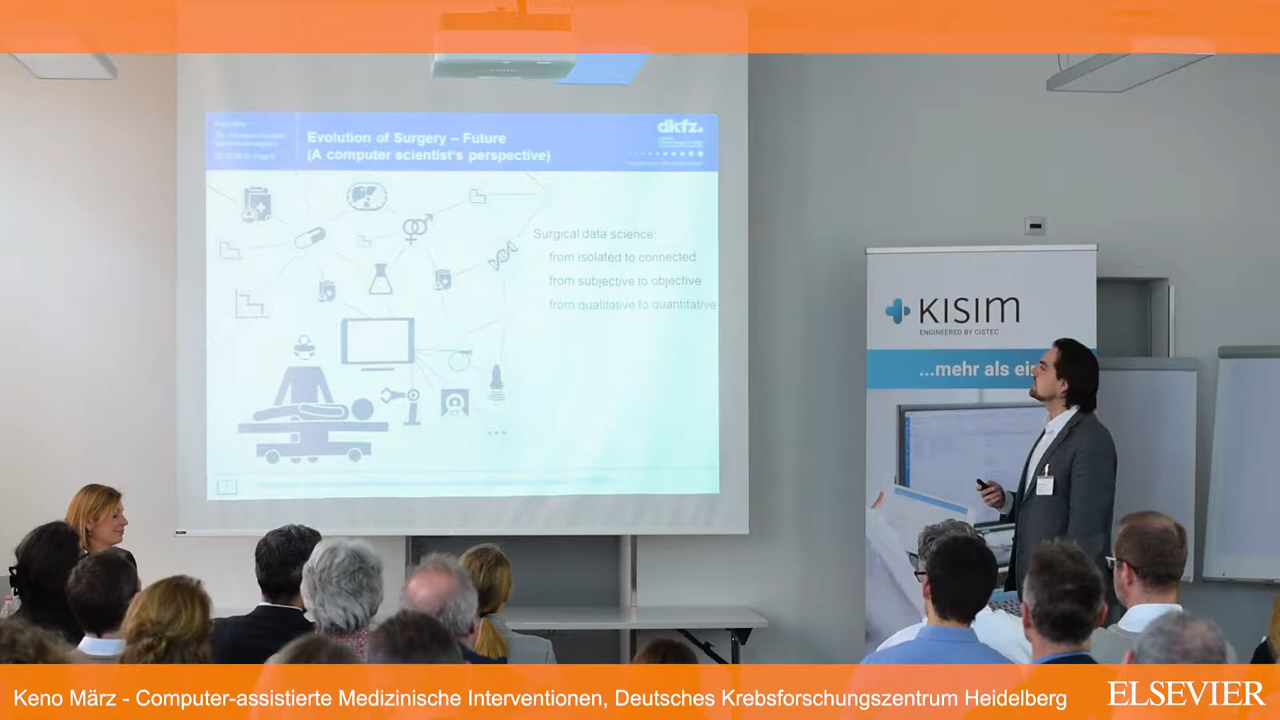 Evolution of Surgery – Future
(A computer scientist's perspective)
dkfz.
Surgical data science:
from isolated to connected
from subjective to objective
from qualitative to quantitative
CT
...
KISIM
ENGINEERED BY CISTEC
...mehr als ei
Keno März - Computer-assistierte Medizinische Interventionen, Deutsches Krebsforschungszentrum Heidelberg
ELSEVIER